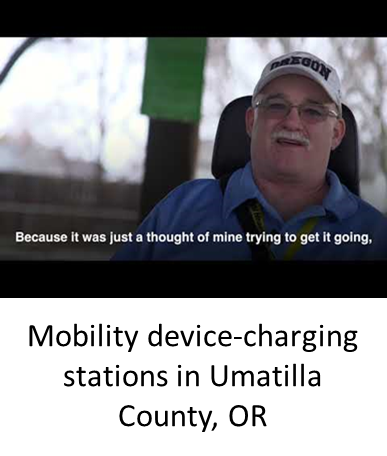 OREGON
Because it was just a thought of mine trying to get it going,
Mobility device-charging
stations in Umatilla
County, OR